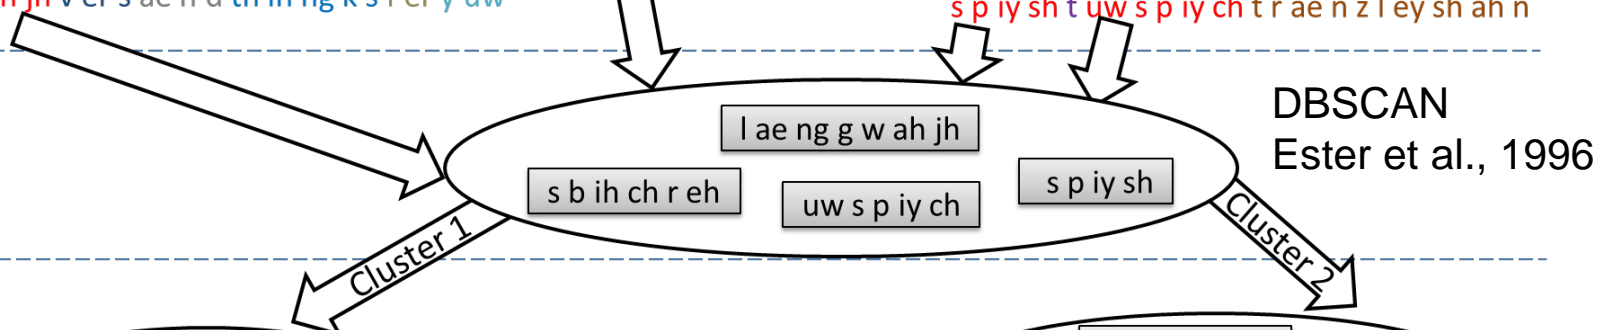 s p iy sh t uw s p iy ch t r ae n z l ey sh ah n
DBSCAN
Ester et al., 1996
l ae ng g w ah jh
s b ih ch r eh
uw s p iy ch
s p iy sh
Cluster 1
Cluster 2